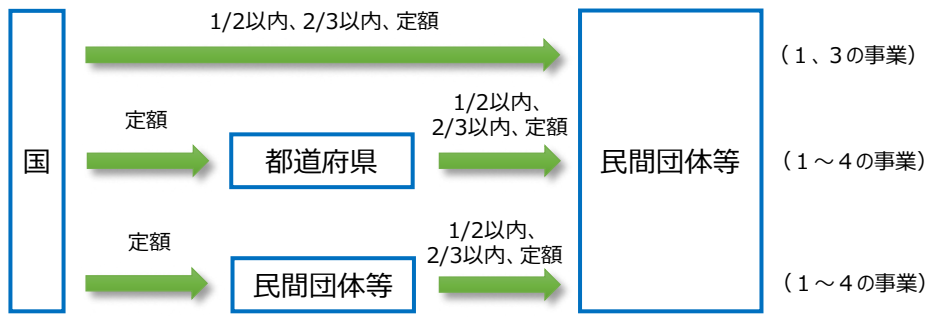 国
1/2以内、2/3以内、定額
民間団体等
（１、３の事業）
定額
都道府県
1/2以内、
2/3以内、定額
（１～４の事業）
定額
民間団体等
1/2以内、
2/3以内、定額
（１～４の事業）